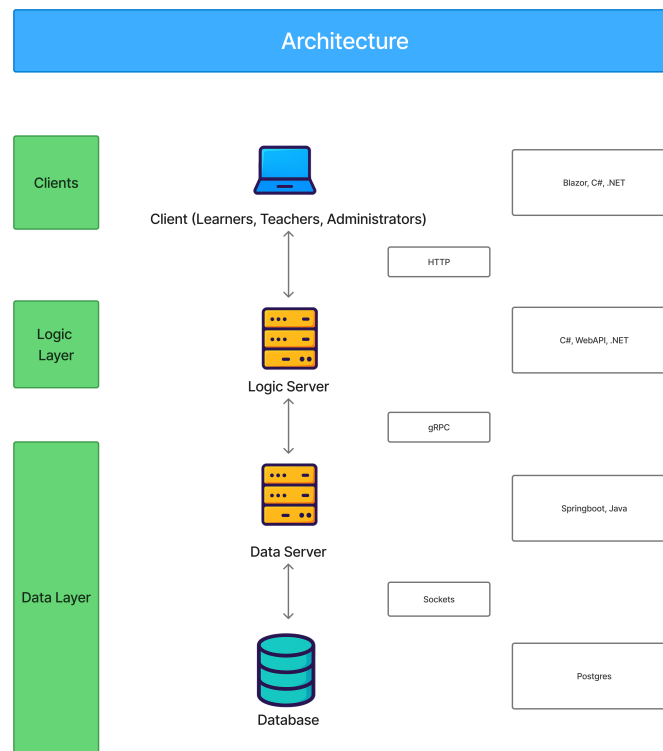 Architecture
Clients
Client (Learners, Teachers, Administrators)
Blazor, C#, .NET
HTTP
Logic
Layer
Logic Server
C#, WebAPI, .NET
gRPC
Data Layer
Data Server
Springboot, Java
Sockets
Database
Postgres